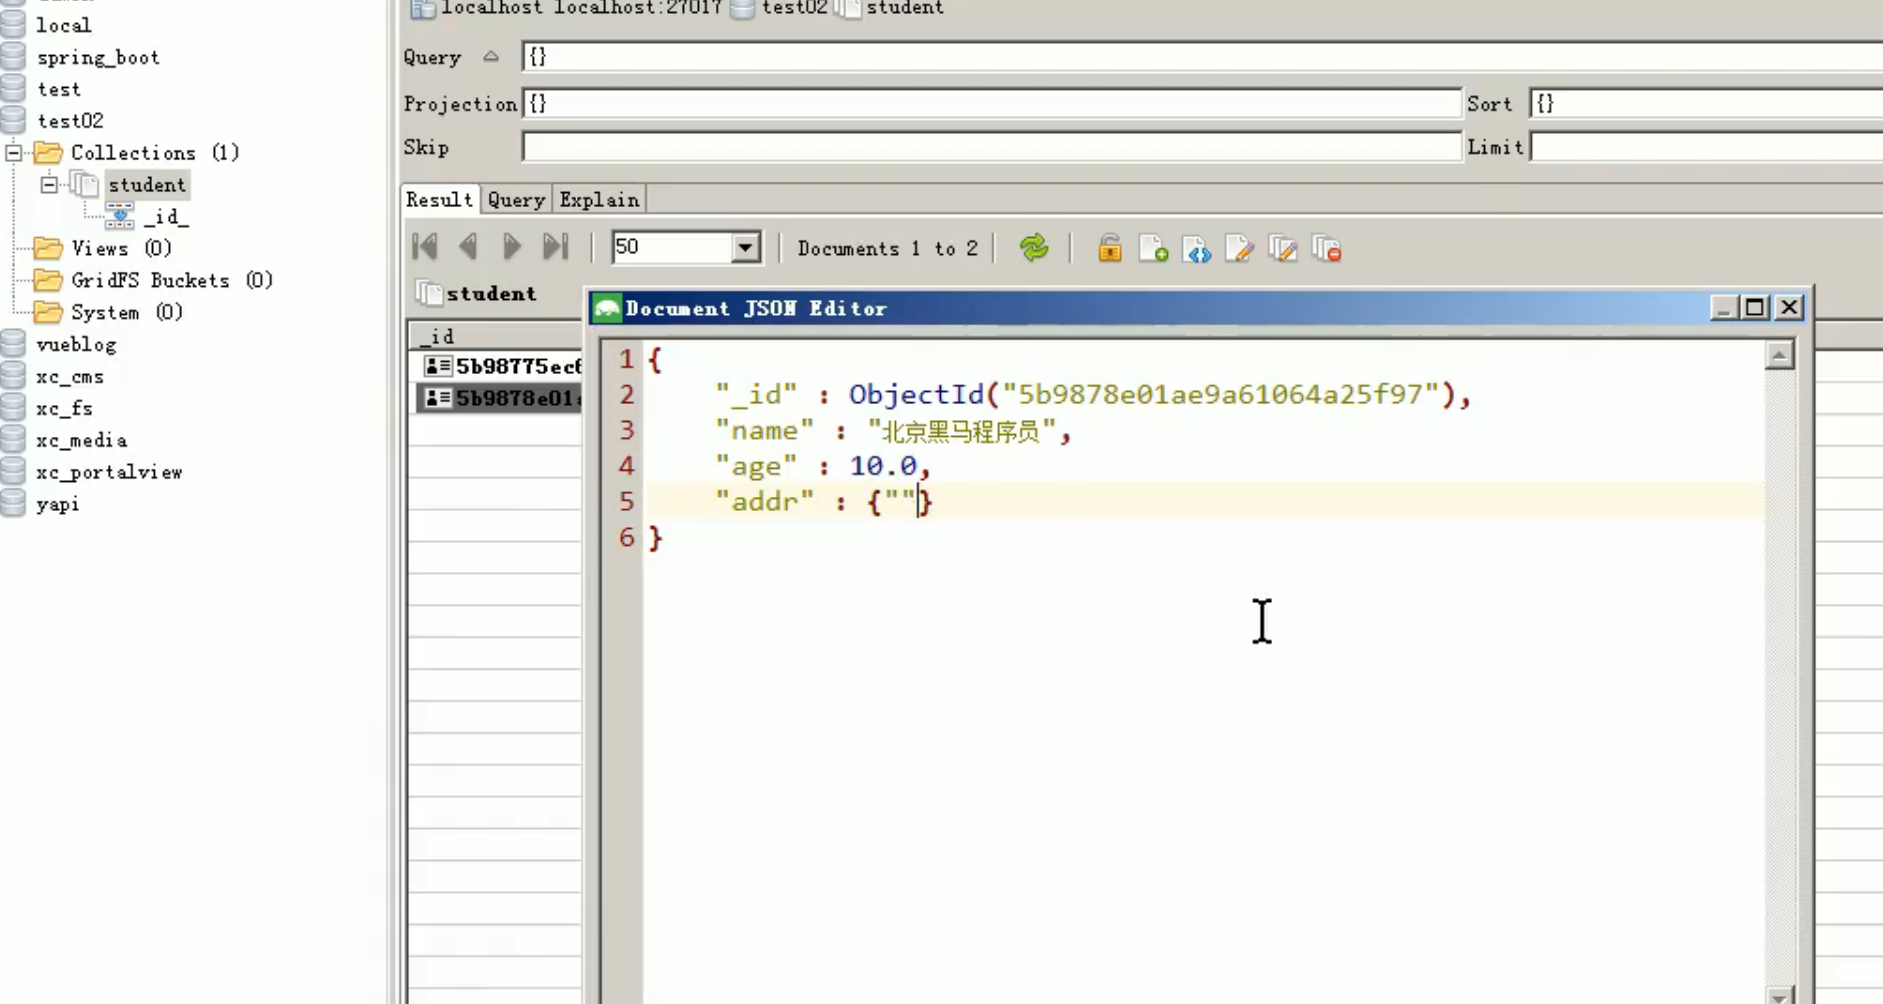 local
spring_boot
test
test02
Collections (1)
student
_id_
Views (0)
GridFS Buckets (0)
System (0)
vueblog
xc_cms
xc_fs
xc_media
xc_portalview
yapi
localhost localhost:27017 test02 student
Query {}
Projection {} Sort {}
Skip Limit
Result Query Explain
50 Documents 1 to 2
student
_id
5b98775ec
5b9878e01
Document JSON Editor
1 {
2 "_id" : ObjectId("5b9878e01ae9a61064a25f97"),
3 "name" : "北京黑马程序员",
4 "age" : 10.0,
5 "addr" : {""}
6 }